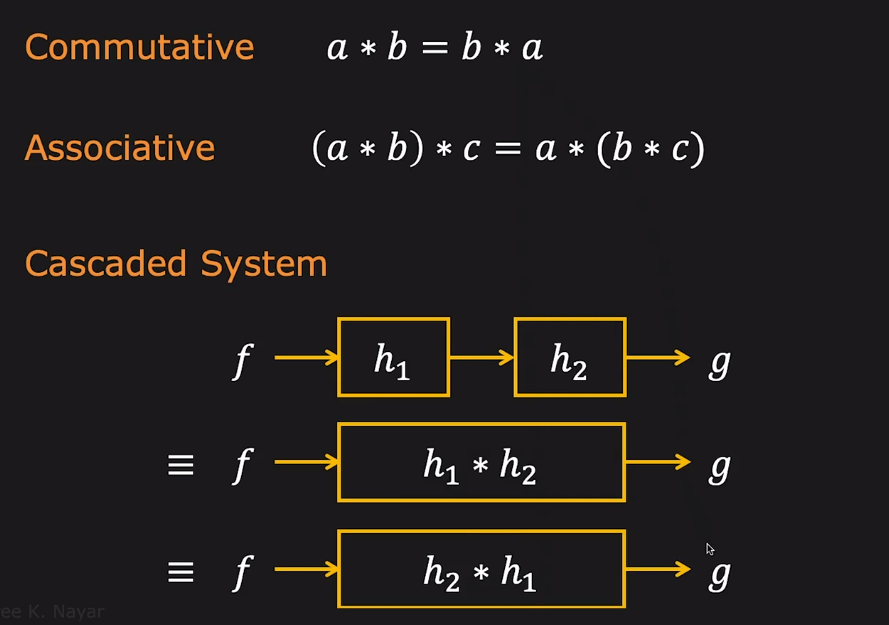 Commutative a ∗ b = b ∗ a
Associative (a ∗ b) ∗ c = a ∗ (b ∗ c)
Cascaded System
f h₁ h₂ g
≡ f h₁ ∗ h₂ g
≡ f h₂ ∗ h₁ g
ee K. Nayar